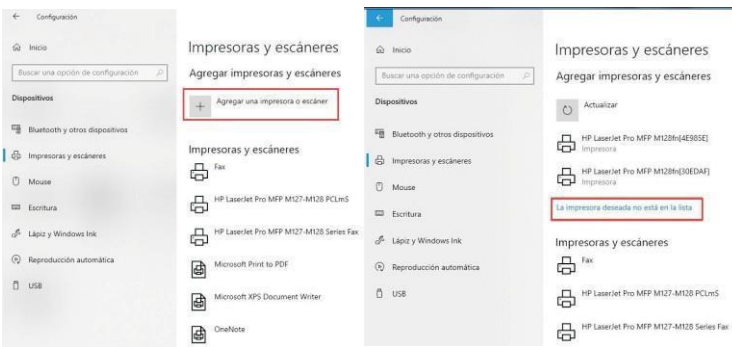 Configuración
Inicio
Buscar una opción de configuración
Dispositivos
Bluetooth y otros dispositivos
Impresoras y escáneres
Mouse
Escritura
Lápiz y Windows Ink
Reproducción automática
USB
Impresoras y escáneres
Agregar impresoras y escáneres
Agregar una impresora o escáner
Impresoras y escáneres
Fax
HP LaserJet Pro MFP M127-M128 PCLmS
HP LaserJet Pro MFP M127-M128 Series Fax
Microsoft Print to PDF
Microsoft XPS Document Writer
OneNote
Configuración
Inicio
Buscar una opción de configuración
Dispositivos
Bluetooth y otros dispositivos
Impresoras y escáneres
Mouse
Escritura
Lápiz y Windows Ink
Reproducción automática
USB
Impresoras y escáneres
Agregar impresoras y escáneres
Actualizar
HP LaserJet Pro MFP M128fn[4E985E]
Impresora
HP LaserJet Pro MFP M128fn[30EDAF]
Impresora
La impresora deseada no está en la lista
Impresoras y escáneres
Fax
HP LaserJet Pro MFP M127-M128 PCLmS
HP LaserJet Pro MFP M127-M128 Series Fax